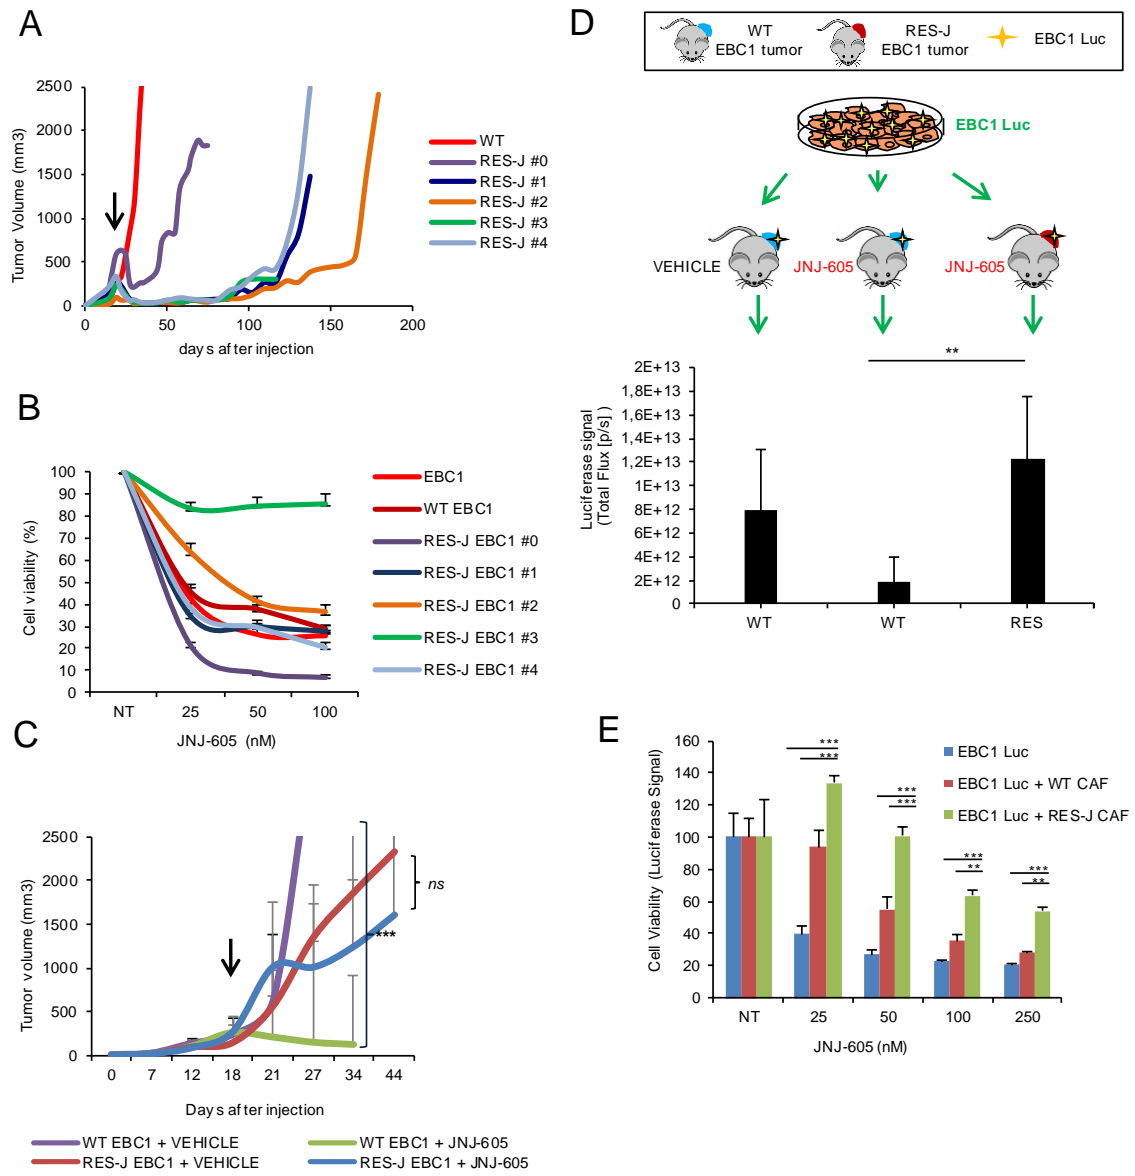 A
Tumor Volume (mm3)
2500
2000
1500
1000
500
0
0
50
100
150
200
days after injection
WT
RES-J #0
RES-J #1
RES-J #2
RES-J #3
RES-J #4
B
Cell viability (%)
100
90
80
70
60
50
40
30
20
10
0
NT
25
50
100
JNJ-605 (nM)
EBC1
WT EBC1
RES-J EBC1 #0
RES-J EBC1 #1
RES-J EBC1 #2
RES-J EBC1 #3
RES-J EBC1 #4
C
Tumor volume (mm3)
2500
2000
1500
1000
500
0
0
7
12
18
21
27
34
44
Days after injection
ns
***
WT EBC1 + VEHICLE
WT EBC1 + JNJ-605
RES-J EBC1 + VEHICLE
RES-J EBC1 + JNJ-605
D
WT
EBC1 tumor
RES-J
EBC1 tumor
EBC1 Luc
EBC1 Luc
VEHICLE
JNJ-605
JNJ-605
**
Luciferase signal
(Total Flux [p/s] )
2E+13
1,8E+13
1,6E+13
1,4E+13
1,2E+13
1E+13
8E+12
6E+12
4E+12
2E+12
0
WT
WT
RES
E
Cell Viability (Luciferase Signal)
160
140
120
100
80
60
40
20
0
***
***
***
***
***
**
***
**
NT
25
50
100
250
JNJ-605 (nM)
EBC1 Luc
EBC1 Luc + WT CAF
EBC1 Luc + RES-J CAF